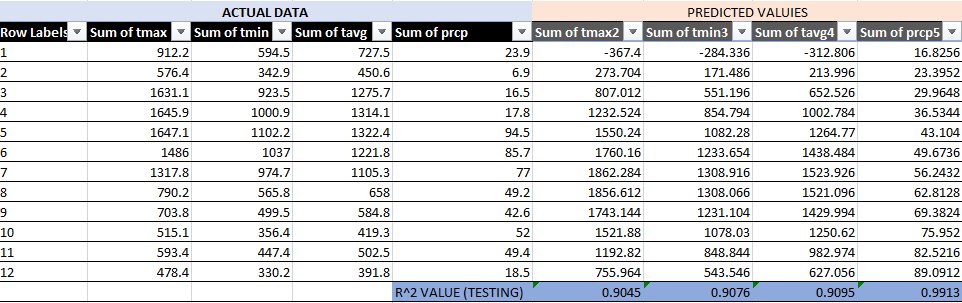 ACTUAL DATA PREDICTED VALUIES
Row Labels Sum of tmax Sum of tmin Sum of tavg Sum of prcp Sum of tmax2 Sum of tmin3 Sum of tavg4 Sum of prcp5
1 912.2 594.5 727.5 23.9 -367.4 -284.336 -312.806 16.8256
2 576.4 342.9 450.6 6.9 273.704 171.486 213.996 23.3952
3 1631.1 923.5 1275.7 16.5 807.012 551.196 652.526 29.9648
4 1645.9 1000.9 1314.1 17.8 1232.524 854.794 1002.784 36.5344
5 1647.1 1102.2 1322.4 94.5 1550.24 1082.28 1264.77 43.104
6 1486 1037 1221.8 85.7 1760.16 1233.654 1438.484 49.6736
7 1317.8 974.7 1105.3 77 1862.284 1308.916 1523.926 56.2432
8 790.2 565.8 658 49.2 1856.612 1308.066 1521.096 62.8128
9 703.8 499.5 584.8 42.6 1743.144 1231.104 1429.994 69.3824
10 515.1 356.4 419.3 52 1521.88 1078.03 1250.62 75.952
11 593.4 447.4 502.5 49.4 1192.82 848.844 982.974 82.5216
12 478.4 330.2 391.8 18.5 755.964 543.546 627.056 89.0912
R^2 VALUE (TESTING) 0.9045 0.9076 0.9095 0.9913